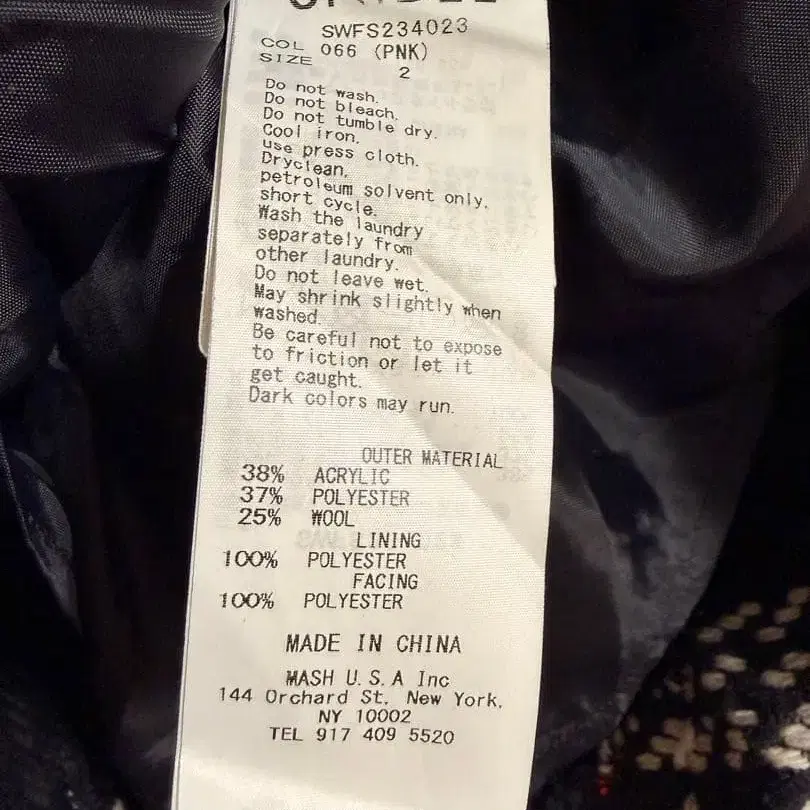 SWFS234023
COL 066 (PNK)
SIZE 2
Do not wash.
Do not bleach.
Do not tumble dry.
Cool iron.
use press cloth.
Dryclean,
petroleum solvent only,
short cycle.
Wash the laundry
separately from
other laundry.
Do not leave wet.
May shrink slightly when
washed.
Be careful not to expose
to friction or let it
get caught.
Dark colors may run.
OUTER MATERIAL
38% ACRYLIC
37% POLYESTER
25% WOOL
LINING
100% POLYESTER
FACING
100% POLYESTER
MADE IN CHINA
MASH U.S.A Inc
144 Orchard St. New York,
NY 10002
TEL 917 409 5520